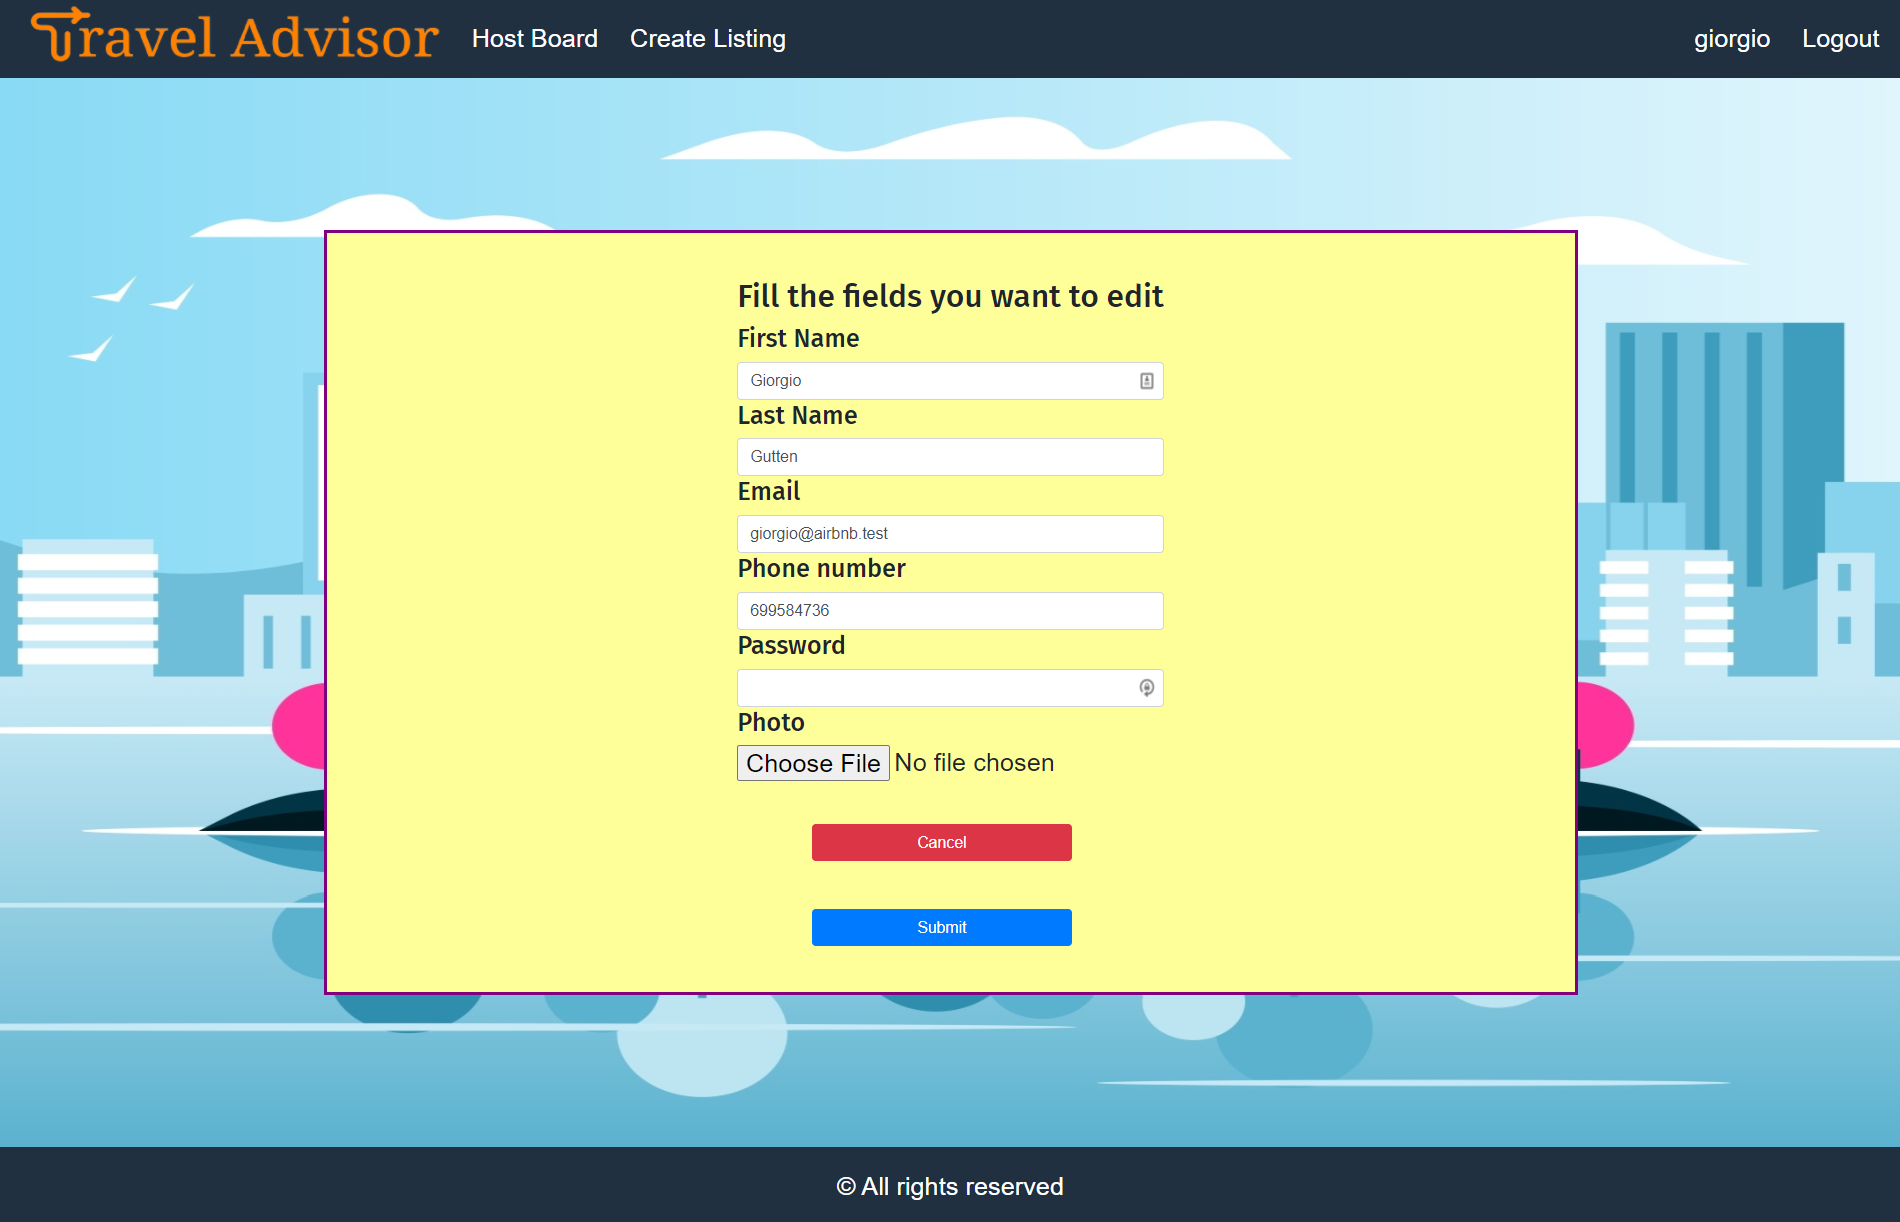 Travel Advisor Host Board Create Listing giorgio Logout
Fill the fields you want to edit
First Name
Giorgio
Last Name
Gutten
Email
giorgio@airbnb.test
Phone number
699584736
Password
Photo
Choose File No file chosen
Cancel
Submit
© All rights reserved